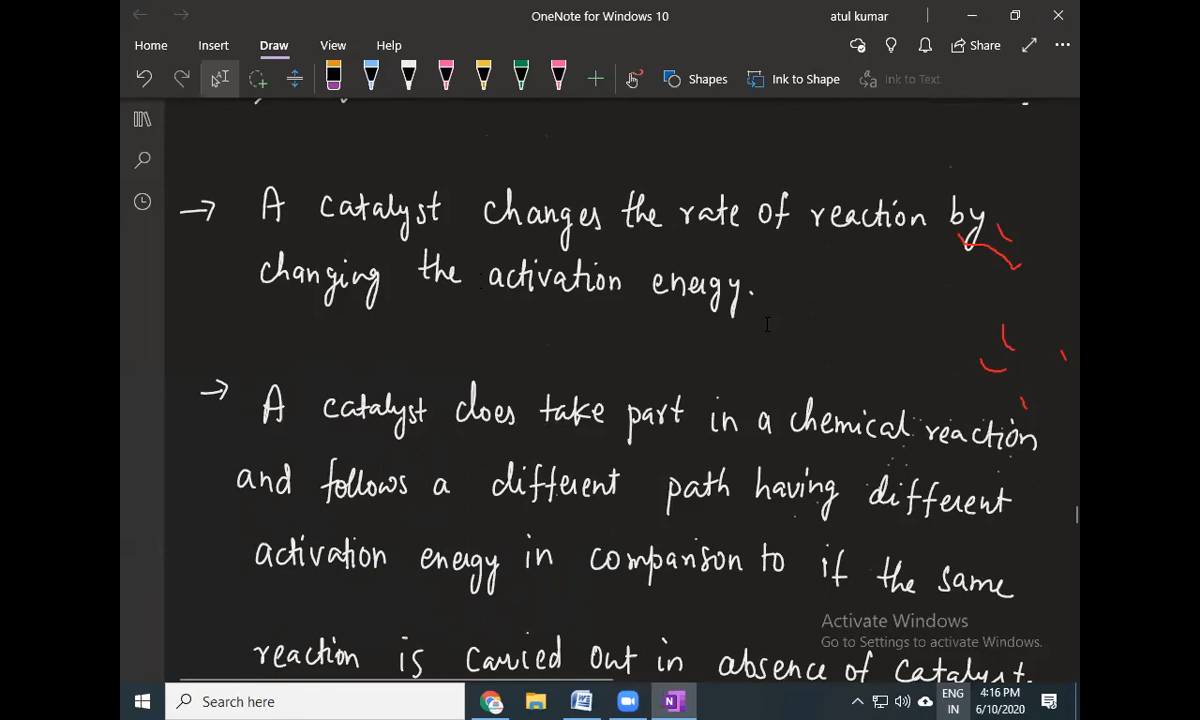 OneNote for Windows 10
atul kumar
Home Insert Draw View Help
Share
Shapes
Ink to Shape
Ink to Text
→ A catalyst changes the rate of reaction by
changing the activation energy.
→ A catalyst does take part in a chemical reaction
and follows a different path having different
activation energy in comparison to if the same
reaction is carried out in absence of catalyst.
Activate Windows
Go to Settings to activate Windows.
Search here
ENG
IN
4:16 PM
6/10/2020